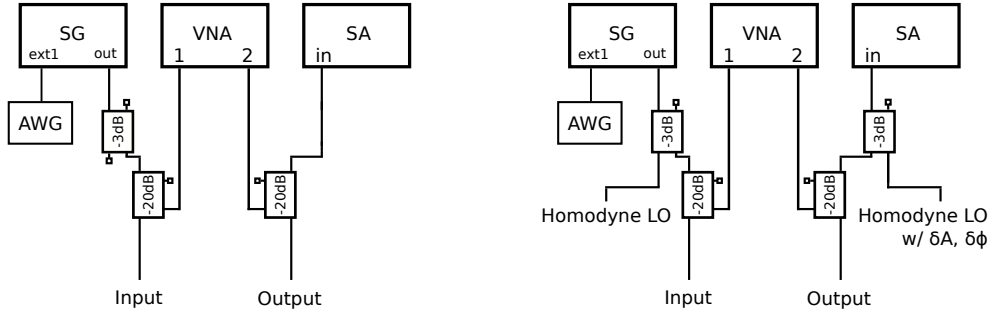 SG
ext1 out
VNA
1 2
SA
in
AWG
-3dB
-20dB
-20dB
Input
Output
SG
ext1 out
VNA
1 2
SA
in
AWG
-3dB
-3dB
-20dB
-20dB
Homodyne LO
Homodyne LO
w/ δA, δϕ
Input
Output